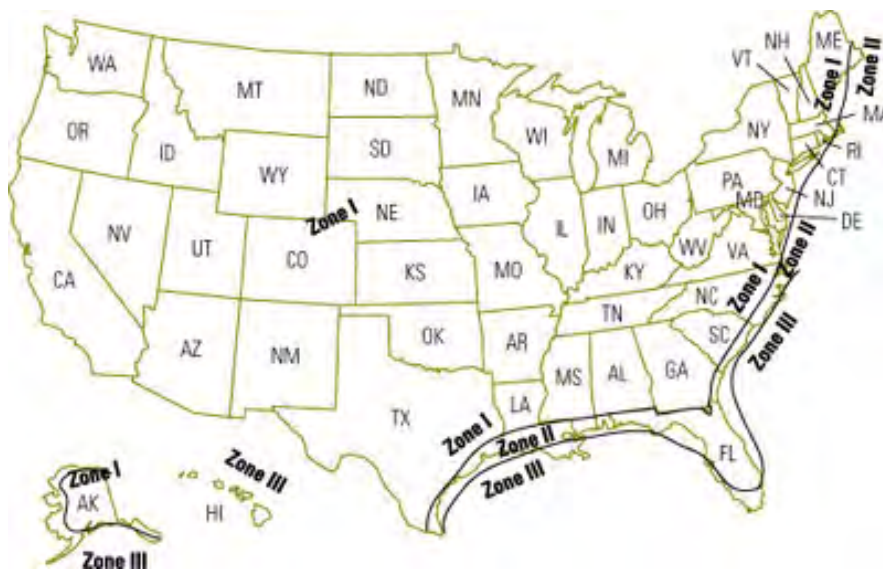 WA
MT
ND
MN
OR
ID
WY
SD
WI
MI
NY
VT
NH
ME
Zone I
Zone II
MA
RI
CT
NJ
DE
MD
PA
NV
UT
CO
Zone I
NE
IA
IL
IN
OH
WV
VA
CA
KS
MO
KY
NC
Zone I
Zone II
Zone III
AZ
NM
OK
AR
TN
SC
TX
LA
MS
AL
GA
FL
Zone I
Zone II
Zone III
Zone I
AK
Zone III
Zone III
HI